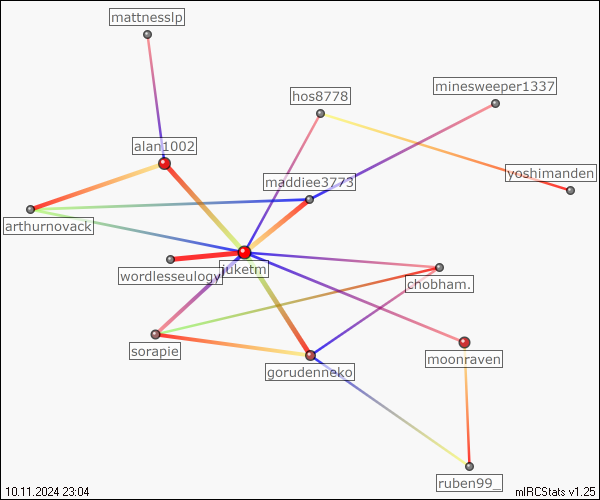 mattnesslp
minesweeper1337
hos8778
alan1002
yoshimanden
maddiee3773
arthurnovack
wordlesseulogy
juketm
chobham.
sorapie
moonraven
gorudenneko
ruben99_
10.11.2024 23:04
mIRCStats v1.25